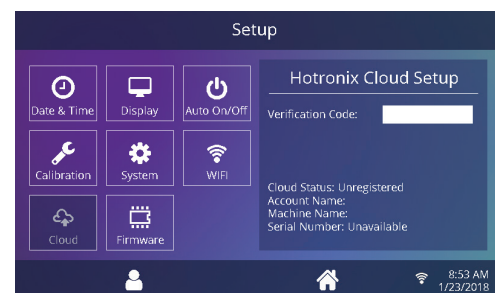 Setup
Date & Time
Display
Auto On/Off
Calibration
System
WIFI
Cloud
Firmware
Hotronix Cloud Setup
Verification Code:
Cloud Status: Unregistered
Account Name:
Machine Name:
Serial Number: Unavailable
8:53 AM
1/23/2018